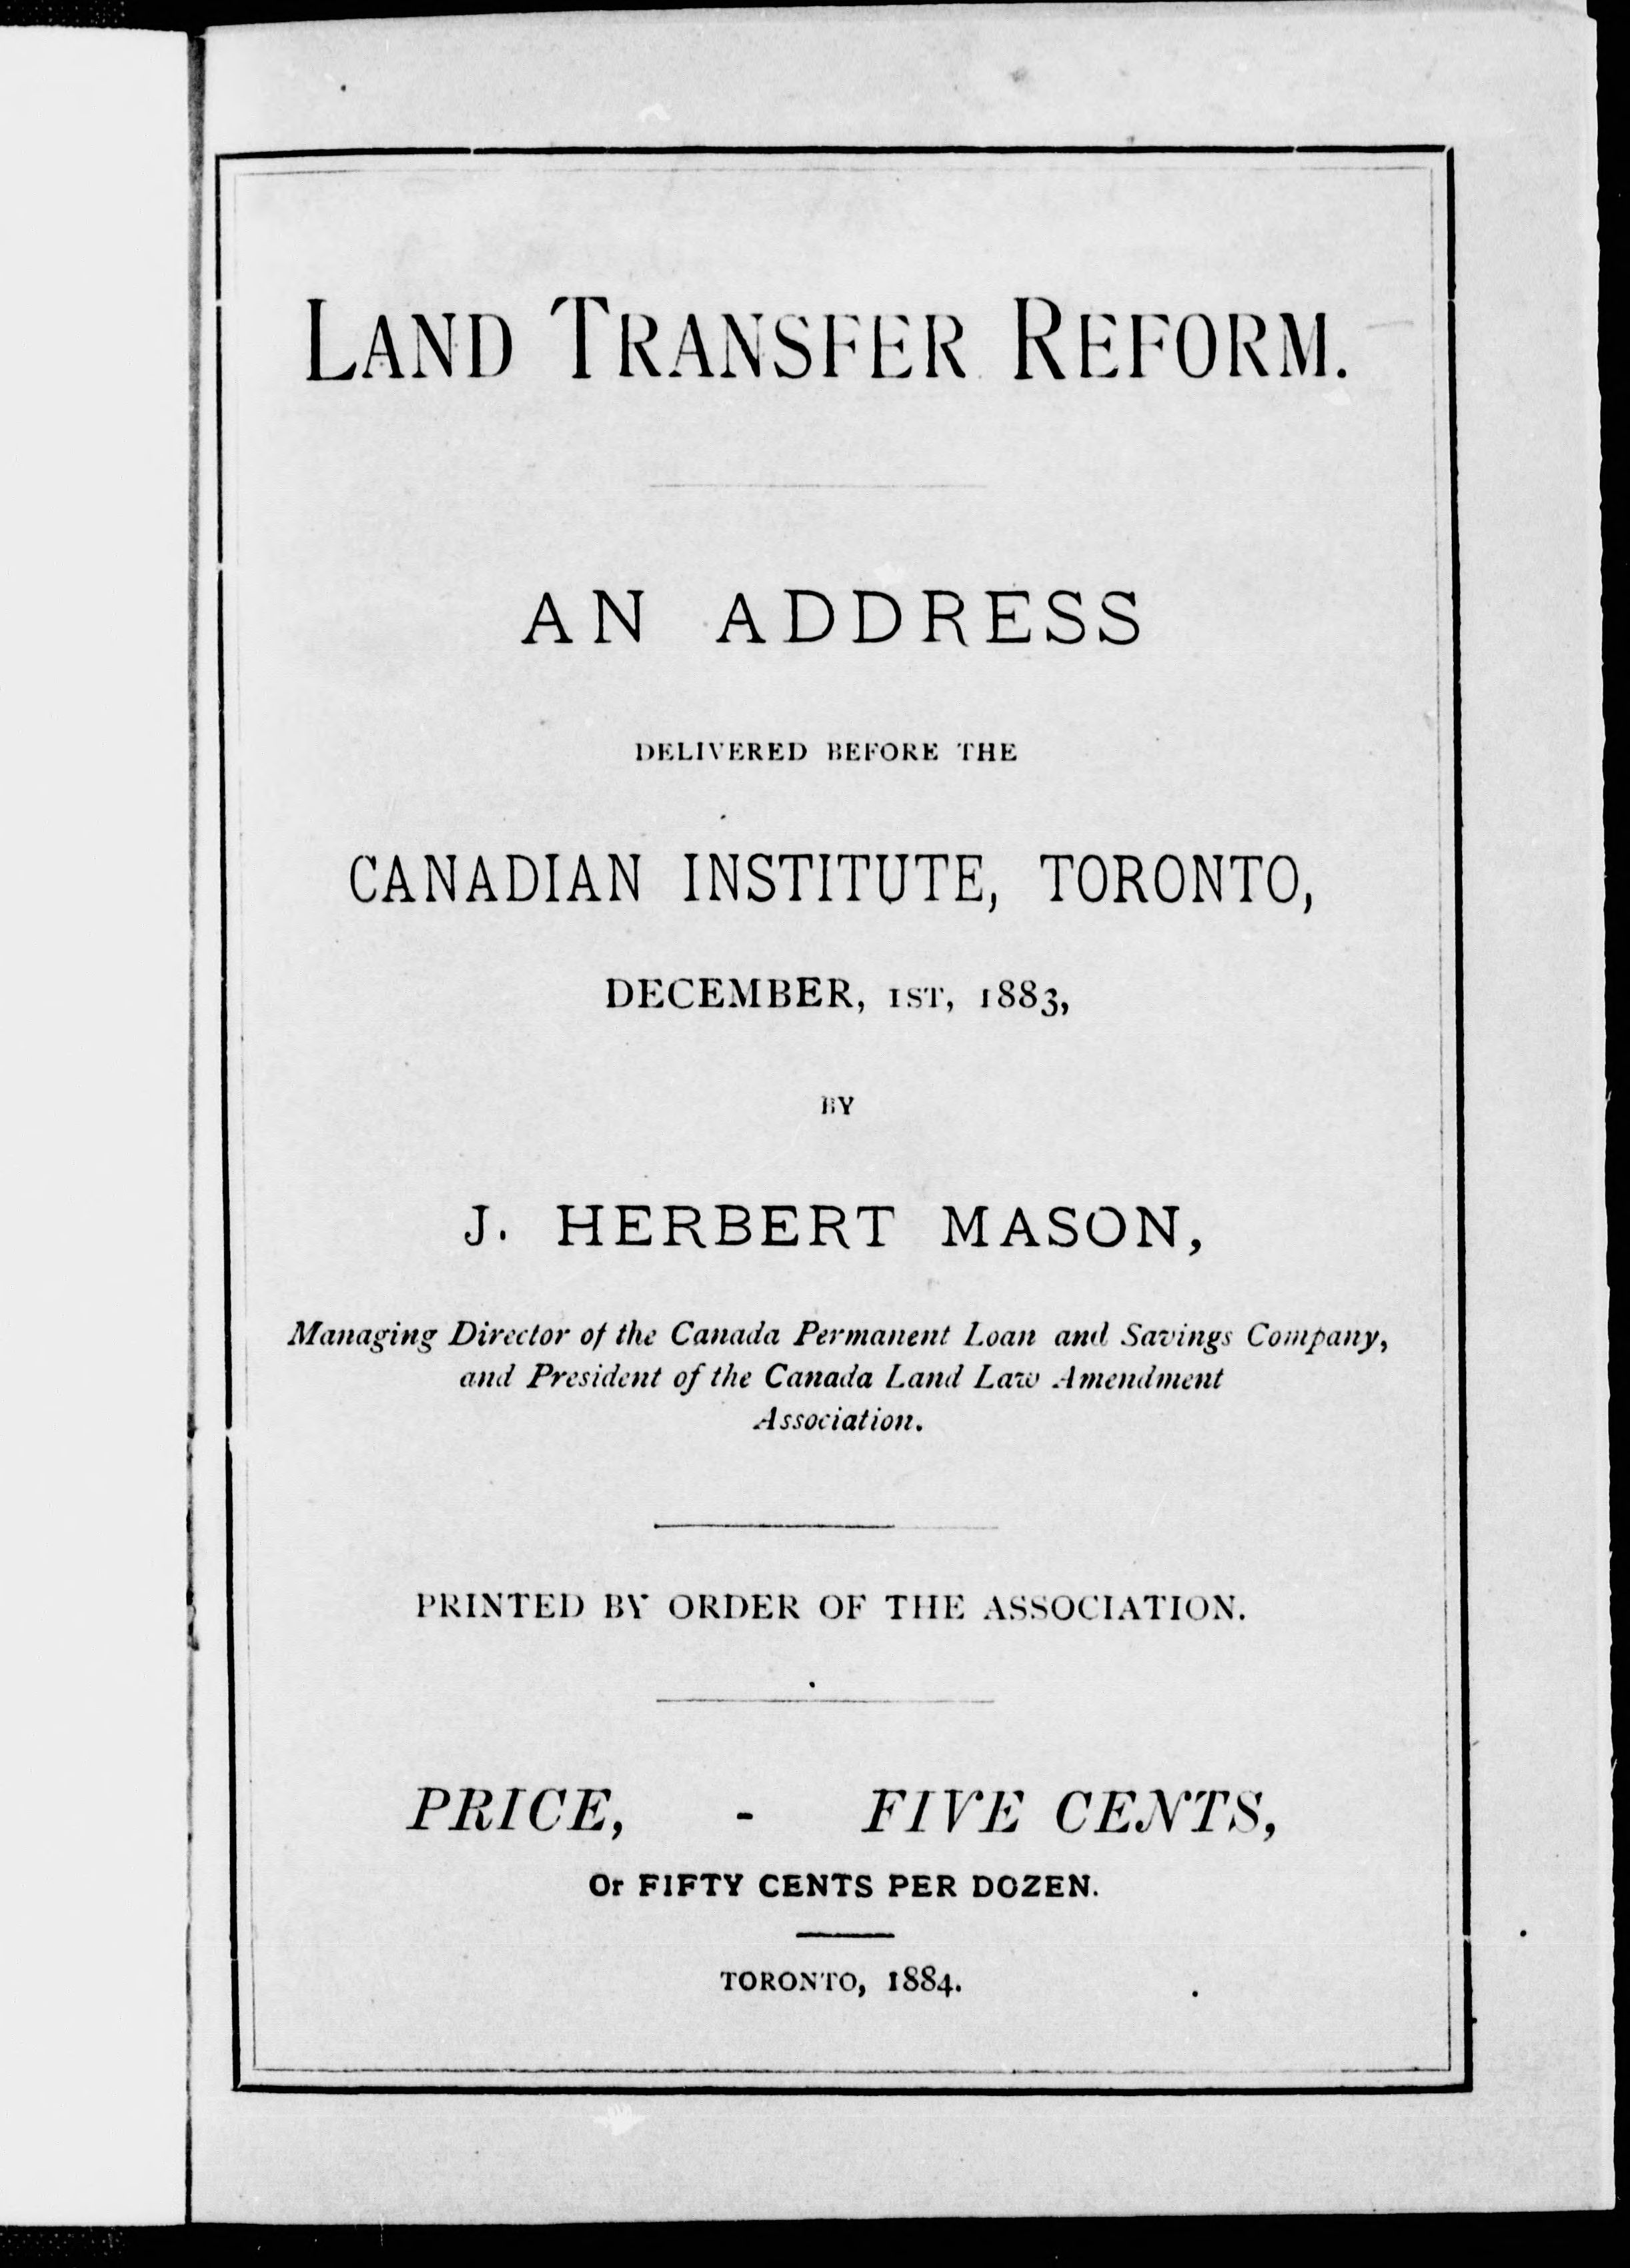 LAND TRANSFER REFORM.
AN ADDRESS
DELIVERED BEFORE THE
CANADIAN INSTITUTE, TORONTO,
DECEMBER, 1ST, 1883,
BY
J. HERBERT MASON,
Managing Director of the Canada Permanent Loan and Savings Company,
and President of the Canada Land Law Amendment
Association.
PRINTED BY ORDER OF THE ASSOCIATION.
PRICE, - FIVE CENTS,
Or FIFTY CENTS PER DOZEN.
TORONTO, 1884.